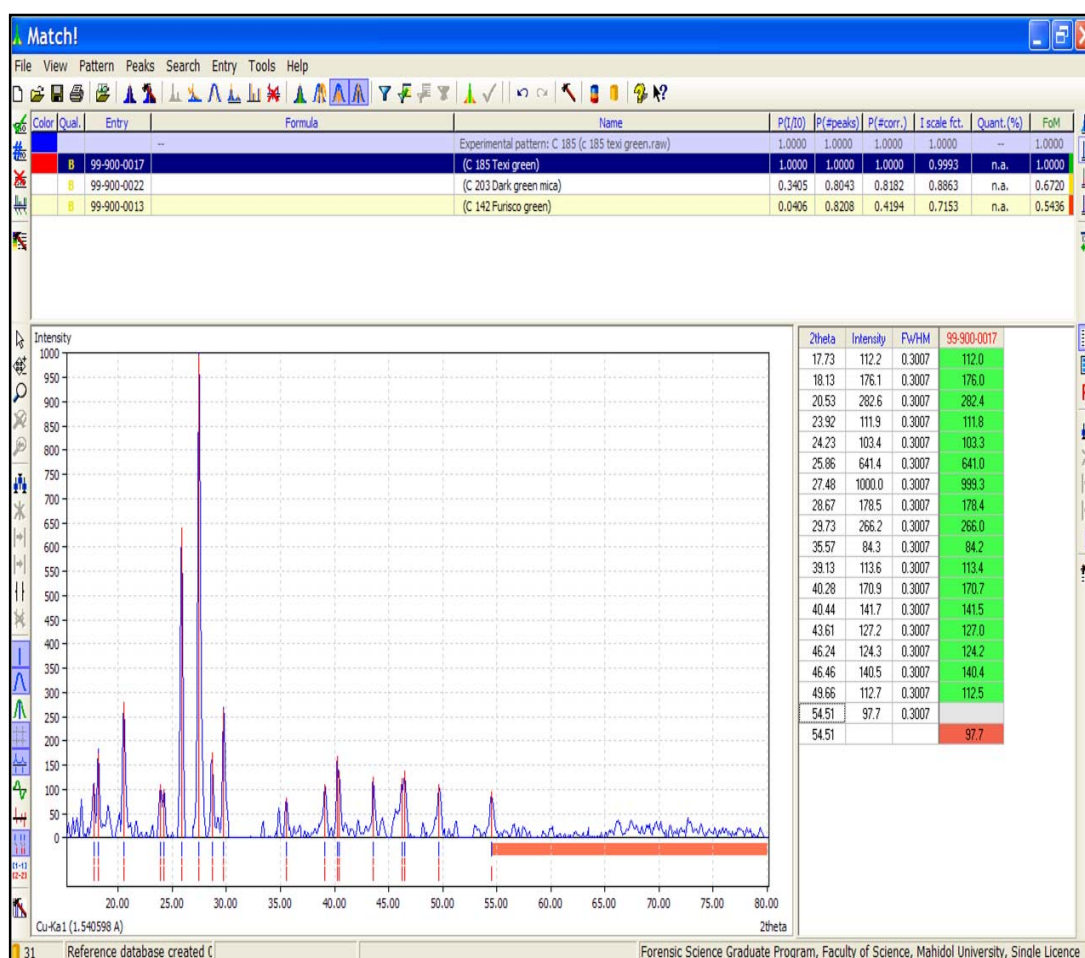 Match!
File View Pattern Peaks Search Entry Tools Help
Color Qual. Entry Formula Name P(I/I0) P(#peaks) P(#corr.) I scale fct. Quant.(%) FoM
-- Experimental pattern: C 185 (c 185 texi green.raw) 1.0000 1.0000 1.0000 1.0000 -- 1.0000
B 99-900-0017 (C 185 Texi green) 1.0000 1.0000 1.0000 0.9993 n.a. 1.0000
B 99-900-0022 (C 203 Dark green mica) 0.3405 0.8043 0.8182 0.8863 n.a. 0.6720
B 99-900-0013 (C 142 Furisco green) 0.0406 0.8208 0.4194 0.7153 n.a. 0.5436
Intensity
1000
950
900
850
800
750
700
650
600
550
500
450
400
350
300
250
200
150
100
50
0
20.00 25.00 30.00 35.00 40.00 45.00 50.00 55.00 60.00 65.00 70.00 75.00 80.00
Cu-Ka1 (1.540598 A) 2theta
2theta Intensity FWHM 99-900-0017
17.73 112.2 0.3007 112.0
18.13 176.1 0.3007 176.0
20.53 282.6 0.3007 282.4
23.92 111.9 0.3007 111.8
24.23 103.4 0.3007 103.3
25.86 641.4 0.3007 641.0
27.48 1000.0 0.3007 999.3
28.67 178.5 0.3007 178.4
29.73 266.2 0.3007 266.0
35.57 84.3 0.3007 84.2
39.13 113.6 0.3007 113.4
40.28 170.9 0.3007 170.7
40.44 141.7 0.3007 141.5
43.61 127.2 0.3007 127.0
46.24 124.3 0.3007 124.2
46.46 140.5 0.3007 140.4
49.66 112.7 0.3007 112.5
54.51 97.7 0.3007
54.51 97.7
31 Reference database created Forensic Science Graduate Program, Faculty of Science, Mahidol University, Single Licence